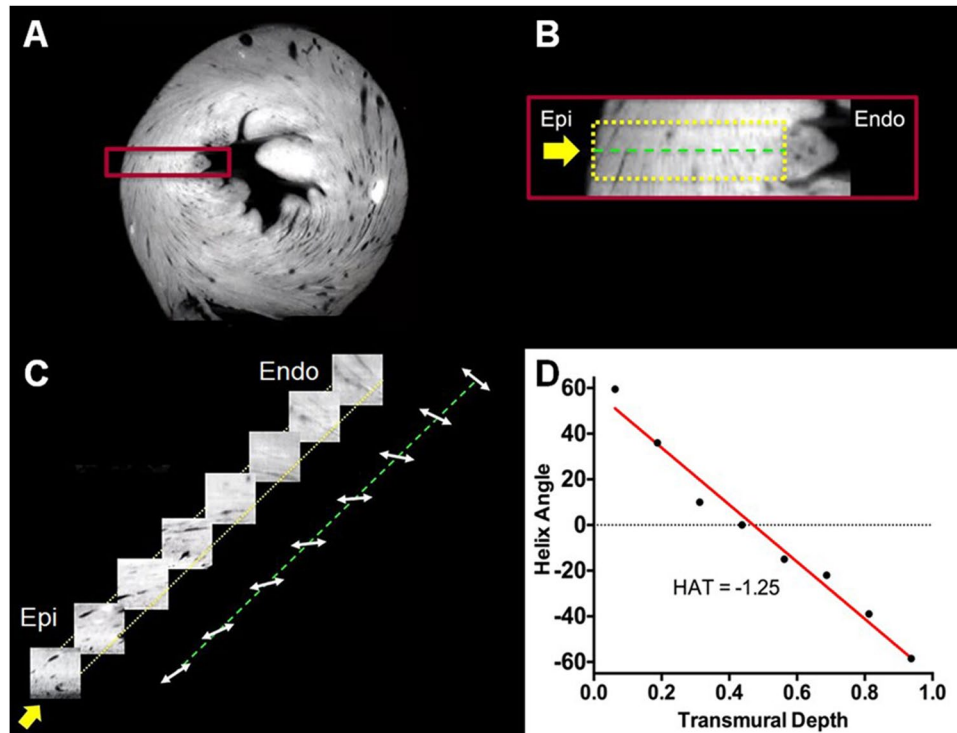 A
B
Epi
Endo
C
Endo
Epi
D
60
40
20
0
-20
-40
-60
Helix Angle
HAT = -1.25
0.0 0.2 0.4 0.6 0.8 1.0
Transmural Depth